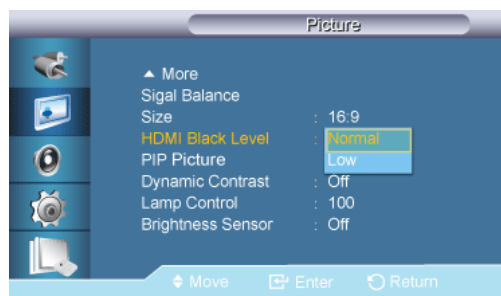 Picture
▲ More
Sigal Balance
Size : 16:9
HDMI Black Level : Normal
PIP Picture Low
Dynamic Contrast : Off
Lamp Control : 100
Brightness Sensor : Off
Move Enter Return